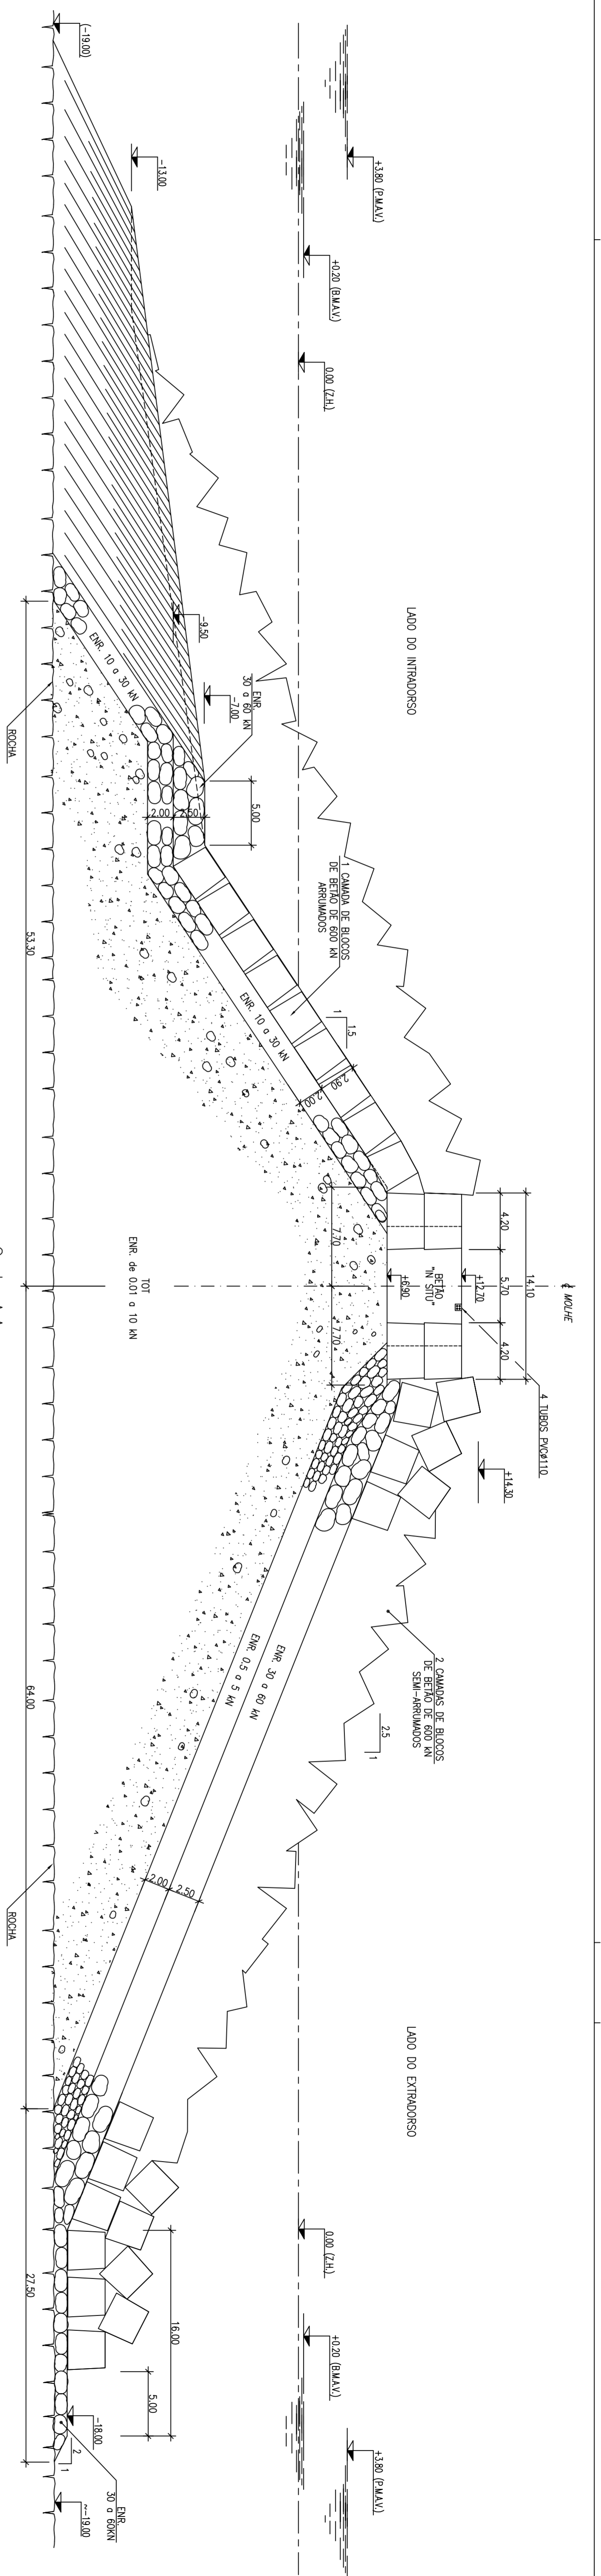 (-19.00)
-13.00
+3.80 (P.M.A.V.)
+0.20 (B.M.A.V.)
0.00 (Z.H.)
LADO DO INTRADORSO
-9.50
ENR.
30 a 60 kN
-7.00
ENR. 10 a 30 kN
ROCHA
2.00
2.50
5.00
53.30
1 CAMADA DE BLOCOS
DE BETÃO DE 600 kN
ARRUMADOS
ENR. 10 a 30 kN
1
1.5
2.90
2.00
7.70
7.70
TOT
ENR. de 0.01 a 10 kN
4.20
5.70
4.20
14.10
BETÃO
"IN SITU"
+6.90
+12.70
MOLHE
4 TUBOS PVCø110
+14.30
2 CAMADAS DE BLOCOS
DE BETÃO DE 600 kN
SEMI-ARRUMADOS
ENR. 30 a 60 kN
ENR. 0.5 a 5 kN
2.5
1
64.00
2.00
2.50
ROCHA
LADO DO EXTRADORSO
0.00 (Z.H.)
+0.20 (B.M.A.V.)
+3.80 (P.M.A.V.)
16.00
5.00
27.50
-18.00
2
1
ENR.
30 a 60KN
~-19.00